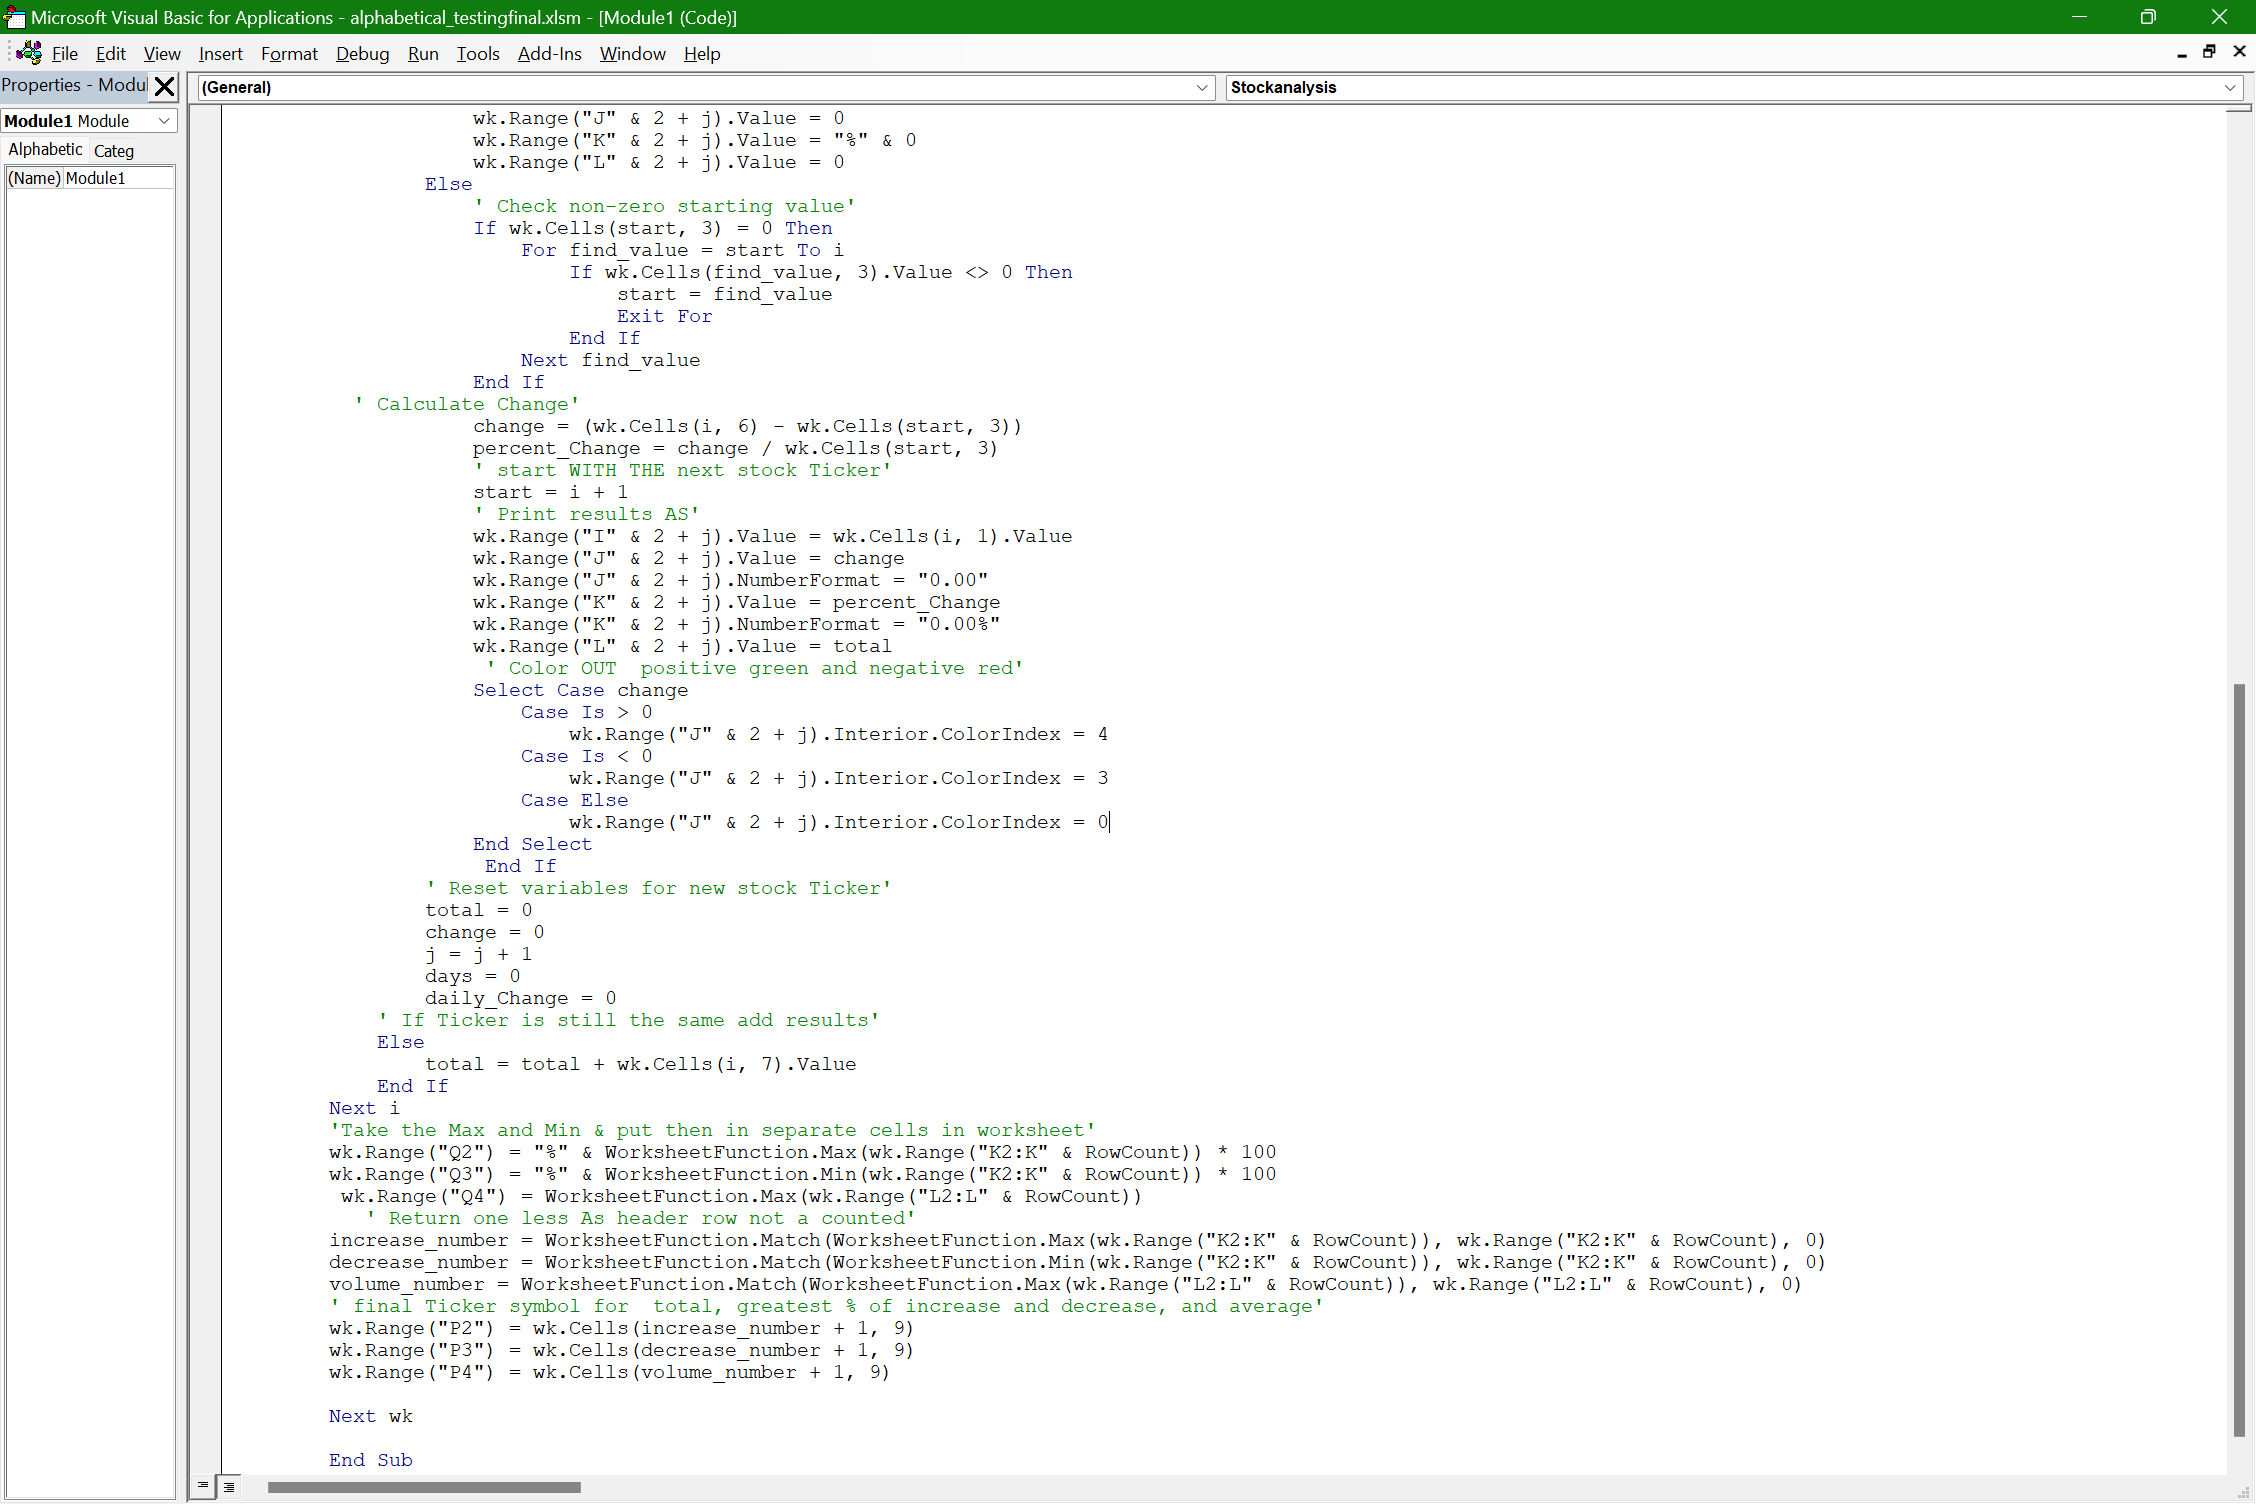 Microsoft Visual Basic for Applications - alphabetical_testingfinal.xlsm - [Module1 (Code)]
File Edit View Insert Format Debug Run Tools Add-Ins Window Help
Properties - Modul
(General)
Stockanalysis
Module1 Module
Alphabetic Categ
(Name) Module1
wk.Range("J" & 2 + j).Value = 0
wk.Range("K" & 2 + j).Value = "%" & 0
wk.Range("L" & 2 + j).Value = 0
Else
' Check non-zero starting value'
If wk.Cells(start, 3) = 0 Then
For find_value = start To i
If wk.Cells(find_value, 3).Value <> 0 Then
start = find_value
Exit For
End If
Next find_value
End If
' Calculate Change'
change = (wk.Cells(i, 6) - wk.Cells(start, 3))
percent_Change = change / wk.Cells(start, 3)
' start WITH THE next stock Ticker'
start = i + 1
' Print results AS'
wk.Range("I" & 2 + j).Value = wk.Cells(i, 1).Value
wk.Range("J" & 2 + j).Value = change
wk.Range("J" & 2 + j).NumberFormat = "0.00"
wk.Range("K" & 2 + j).Value = percent_Change
wk.Range("K" & 2 + j).NumberFormat = "0.00%"
wk.Range("L" & 2 + j).Value = total
' Color OUT  positive green and negative red'
Select Case change
Case Is > 0
wk.Range("J" & 2 + j).Interior.ColorIndex = 4
Case Is < 0
wk.Range("J" & 2 + j).Interior.ColorIndex = 3
Case Else
wk.Range("J" & 2 + j).Interior.ColorIndex = 0
End Select
End If
' Reset variables for new stock Ticker'
total = 0
change = 0
j = j + 1
days = 0
daily_Change = 0
' If Ticker is still the same add results'
Else
total = total + wk.Cells(i, 7).Value
End If
Next i
'Take the Max and Min & put then in separate cells in worksheet'
wk.Range("Q2") = "%" & WorksheetFunction.Max(wk.Range("K2:K" & RowCount)) * 100
wk.Range("Q3") = "%" & WorksheetFunction.Min(wk.Range("K2:K" & RowCount)) * 100
wk.Range("Q4") = WorksheetFunction.Max(wk.Range("L2:L" & RowCount))
' Return one less As header row not a counted'
increase_number = WorksheetFunction.Match(WorksheetFunction.Max(wk.Range("K2:K" & RowCount)), wk.Range("K2:K" & RowCount), 0)
decrease_number = WorksheetFunction.Match(WorksheetFunction.Min(wk.Range("K2:K" & RowCount)), wk.Range("K2:K" & RowCount), 0)
volume_number = WorksheetFunction.Match(WorksheetFunction.Max(wk.Range("L2:L" & RowCount)), wk.Range("L2:L" & RowCount), 0)
' final Ticker symbol for  total, greatest % of increase and decrease, and average'
wk.Range("P2") = wk.Cells(increase_number + 1, 9)
wk.Range("P3") = wk.Cells(decrease_number + 1, 9)
wk.Range("P4") = wk.Cells(volume_number + 1, 9)
Next wk
End Sub